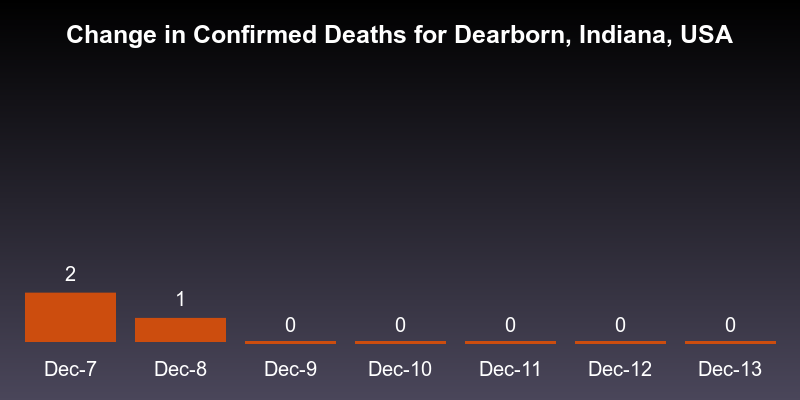 Change in Confirmed Deaths for Dearborn, Indiana, USA
2
1
0
0
0
0
0
Dec-7
Dec-8
Dec-9
Dec-10
Dec-11
Dec-12
Dec-13